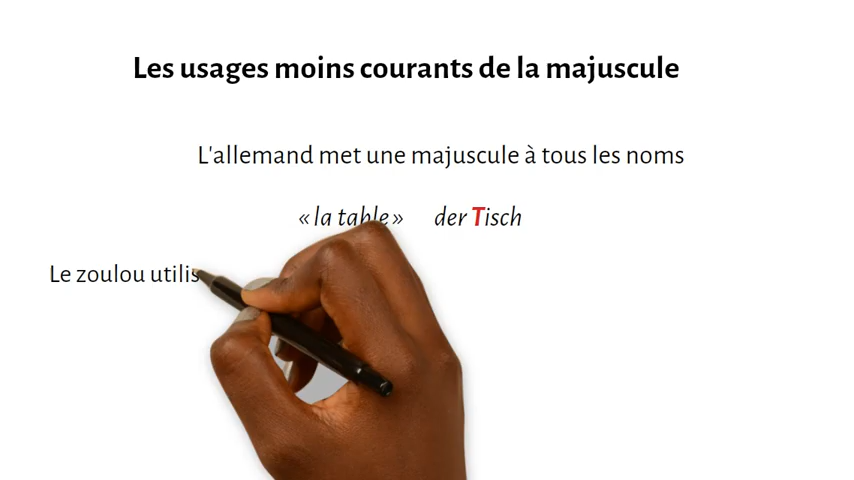 Les usages moins courants de la majuscule
L'allemand met une majuscule à tous les noms
« la table » der Tisch
Le zoulou utilis